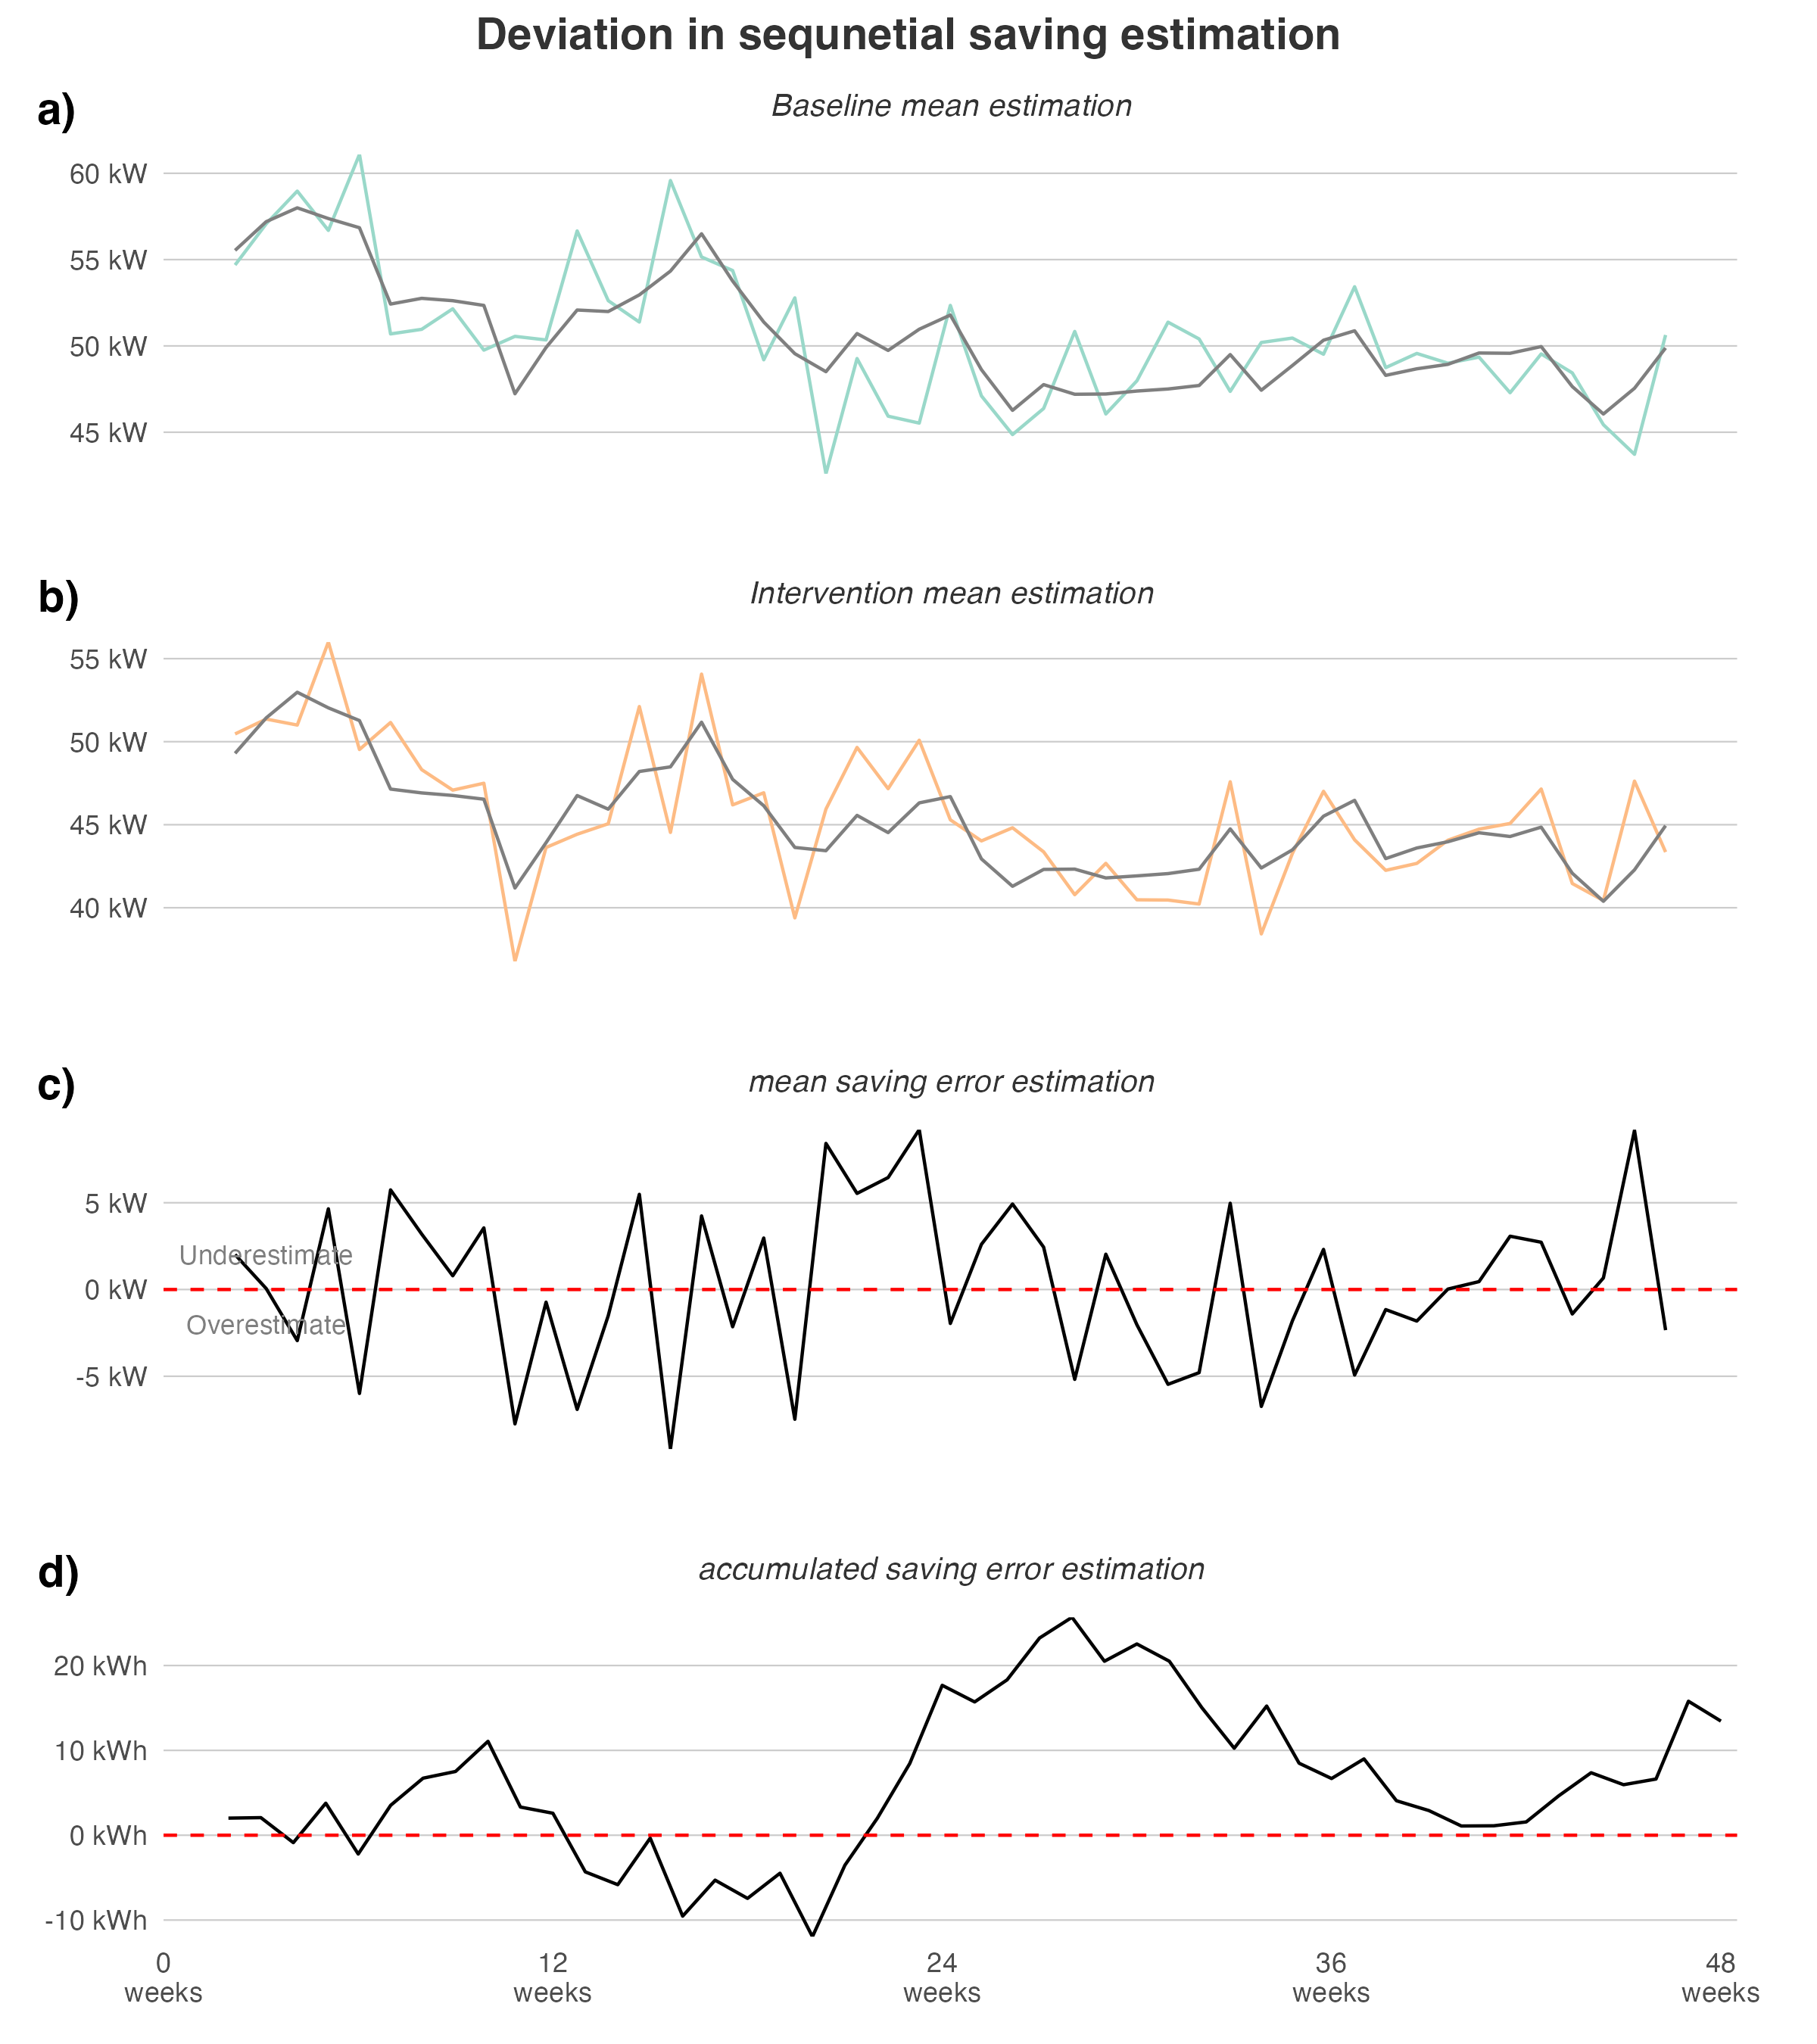 Deviation in sequnetial saving estimation
a)
Baseline mean estimation
60 kW
55 kW
50 kW
45 kW
b)
Intervention mean estimation
55 kW
50 kW
45 kW
40 kW
c)
mean saving error estimation
5 kW
Underestimate
0 kW
Overestimate
-5 kW
d)
accumulated saving error estimation
20 kWh
10 kWh
0 kWh
-10 kWh
0 12 24 36 48
weeks weeks weeks weeks weeks